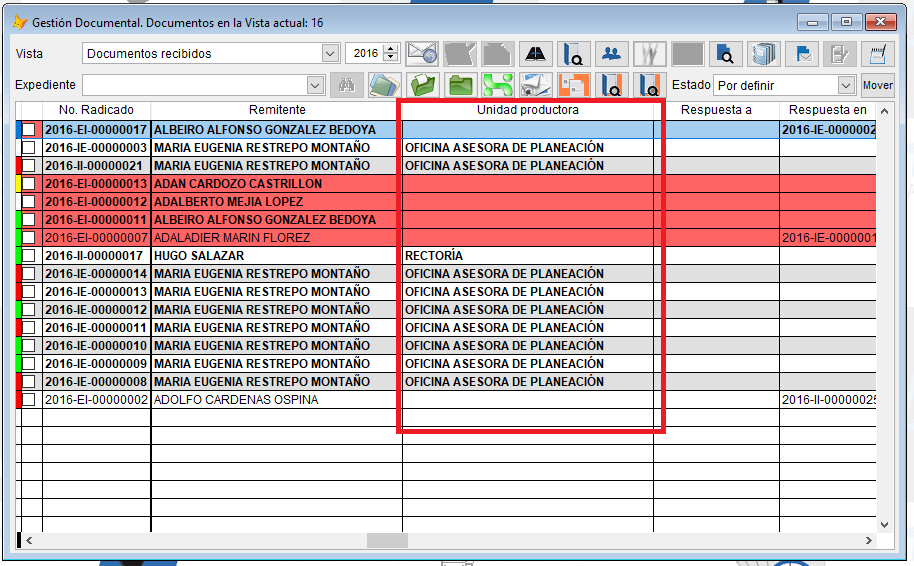 Gestión Documental. Documentos en la Vista actual: 16
Vista Documentos recibidos 2016
Expediente Estado Por definir Mover
No. Radicado Remitente Unidad productora Respuesta a Respuesta en
2016-EI-00000017 ALBEIRO ALFONSO GONZALEZ BEDOYA 2016-IE-0000002
2016-IE-00000003 MARIA EUGENIA RESTREPO MONTAÑO OFICINA ASESORA DE PLANEACIÓN
2016-II-00000021 MARIA EUGENIA RESTREPO MONTAÑO OFICINA ASESORA DE PLANEACIÓN
2016-EI-00000013 ADAN CARDOZO CASTRILLON
2016-EI-00000012 ADALBERTO MEJIA LOPEZ
2016-EI-00000011 ALBEIRO ALFONSO GONZALEZ BEDOYA
2016-EI-00000007 ADALADIER MARIN FLOREZ 2016-IE-0000001
2016-II-00000017 HUGO SALAZAR RECTORÍA
2016-IE-00000014 MARIA EUGENIA RESTREPO MONTAÑO OFICINA ASESORA DE PLANEACIÓN
2016-IE-00000013 MARIA EUGENIA RESTREPO MONTAÑO OFICINA ASESORA DE PLANEACIÓN
2016-IE-00000012 MARIA EUGENIA RESTREPO MONTAÑO OFICINA ASESORA DE PLANEACIÓN
2016-IE-00000011 MARIA EUGENIA RESTREPO MONTAÑO OFICINA ASESORA DE PLANEACIÓN
2016-IE-00000010 MARIA EUGENIA RESTREPO MONTAÑO OFICINA ASESORA DE PLANEACIÓN
2016-IE-00000009 MARIA EUGENIA RESTREPO MONTAÑO OFICINA ASESORA DE PLANEACIÓN
2016-IE-00000008 MARIA EUGENIA RESTREPO MONTAÑO OFICINA ASESORA DE PLANEACIÓN
2016-EI-00000002 ADOLFO CARDENAS OSPINA 2016-II-00000025